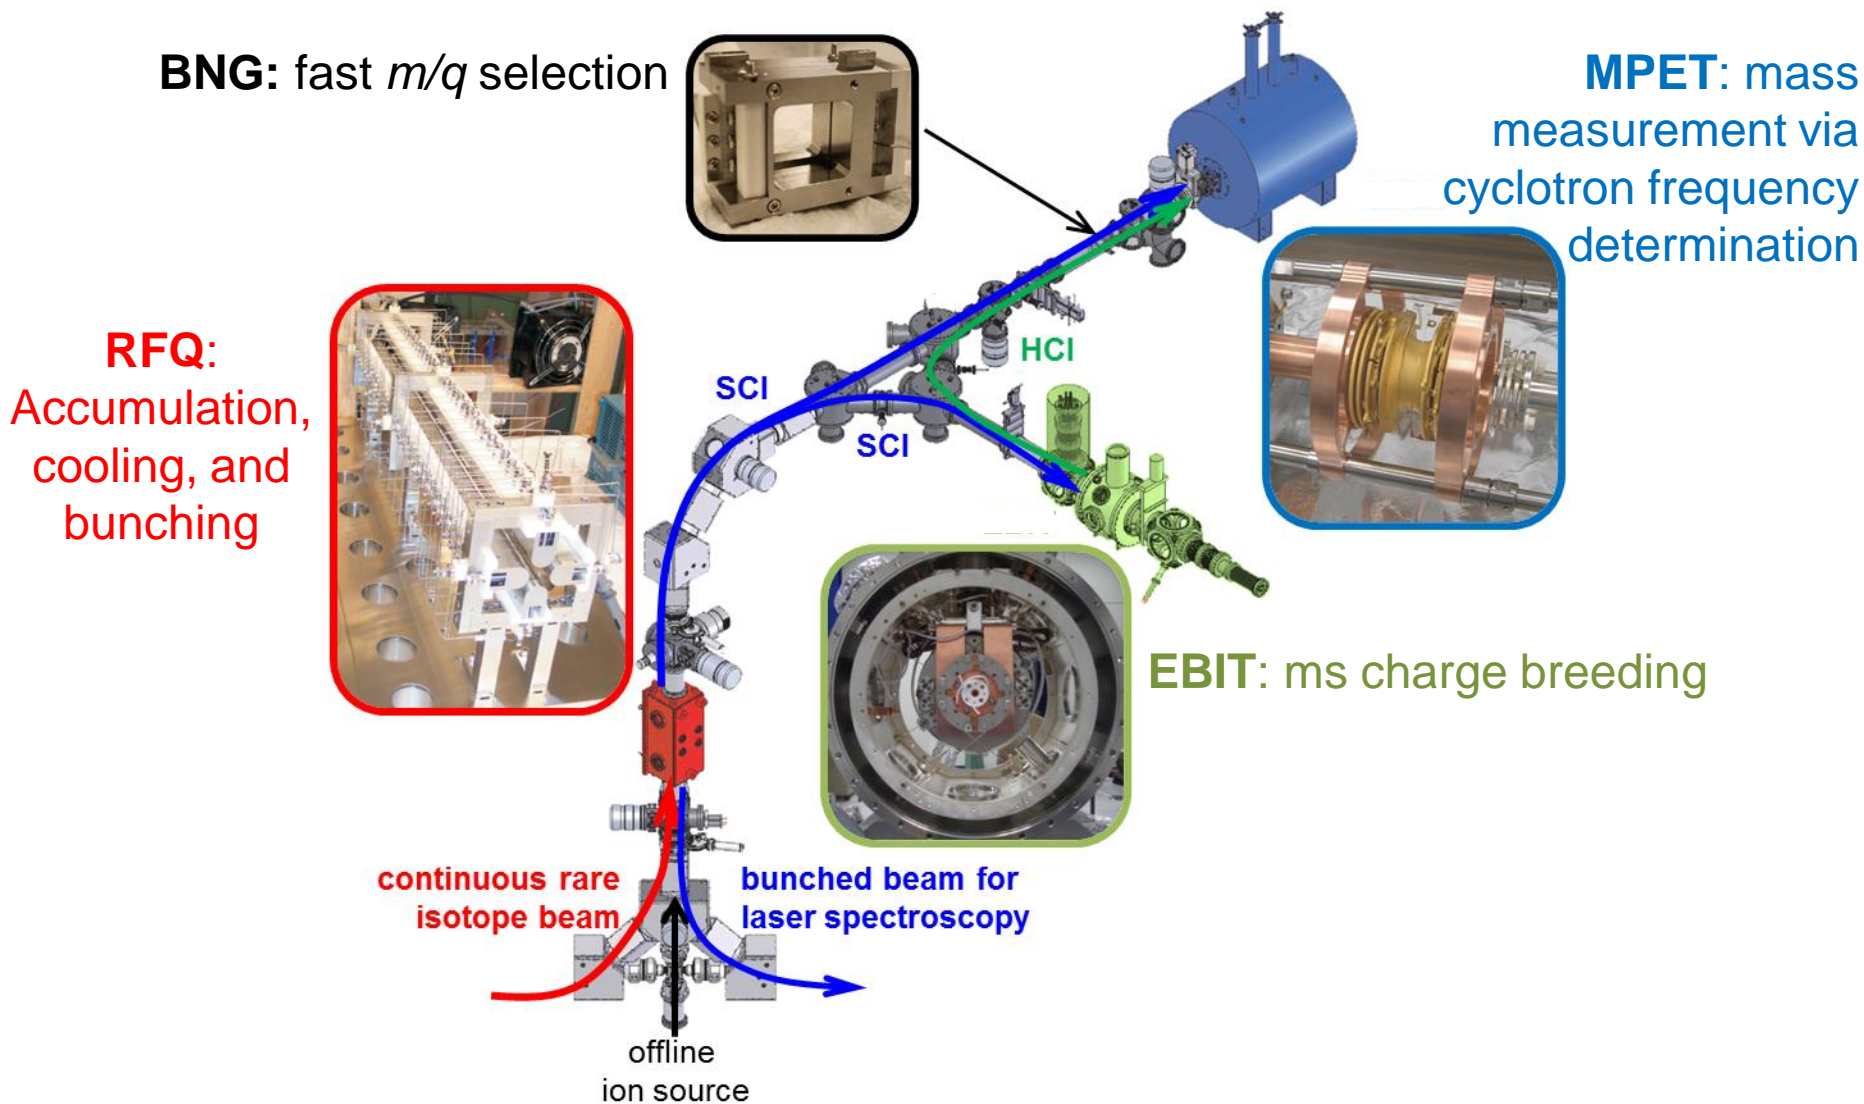 BNG: fast m/q selection
MPET: mass
measurement via
cyclotron frequency
determination
RFQ:
Accumulation,
cooling, and
bunching
HCI
SCI
SCI
EBIT: ms charge breeding
continuous rare
isotope beam
bunched beam for
laser spectroscopy
offline
ion source